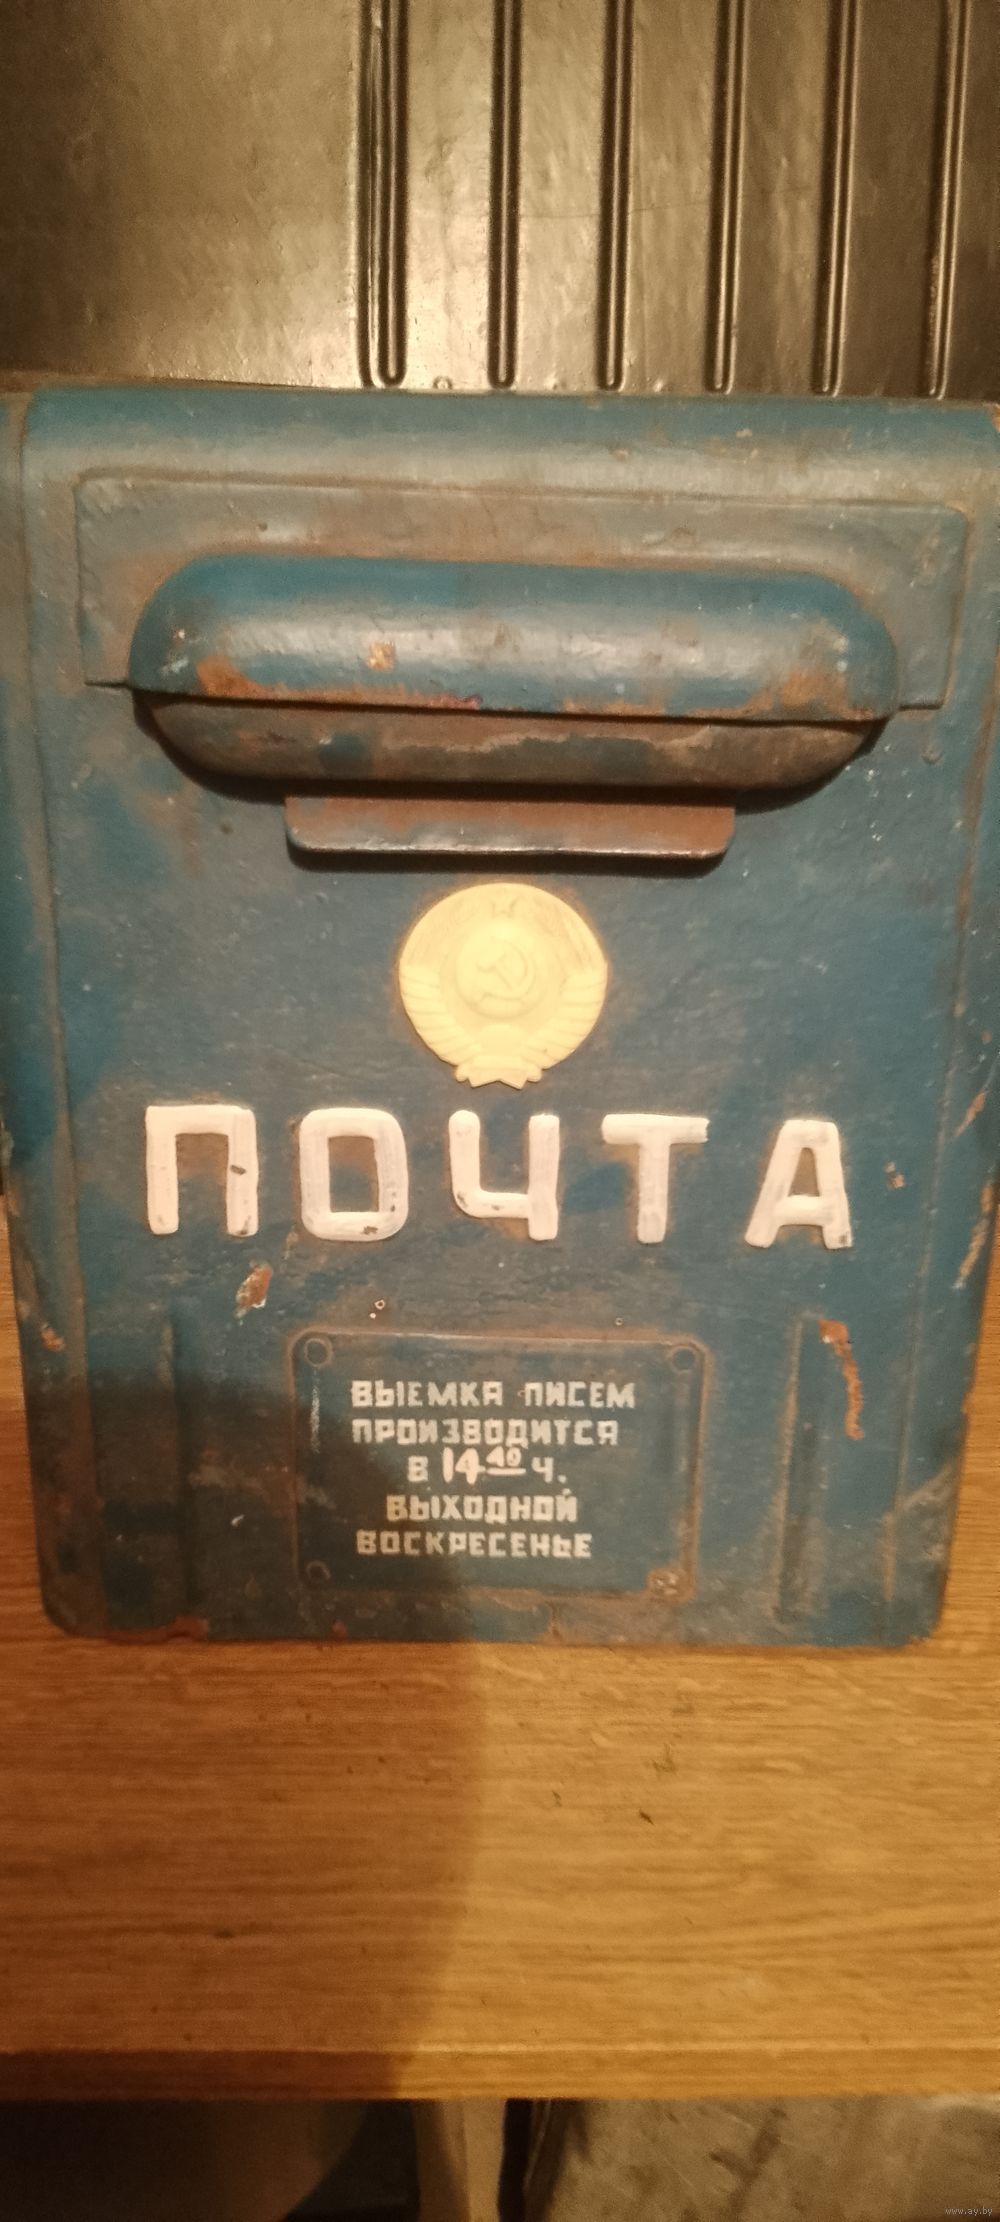 ПОЧТА
ВЫЕМКА ПИСЕМ
ПРОИЗВОДИТСЯ
В 14 40 Ч.
ВЫХОДНОЙ
ВОСКРЕСЕНЬЕ
www.ay.by